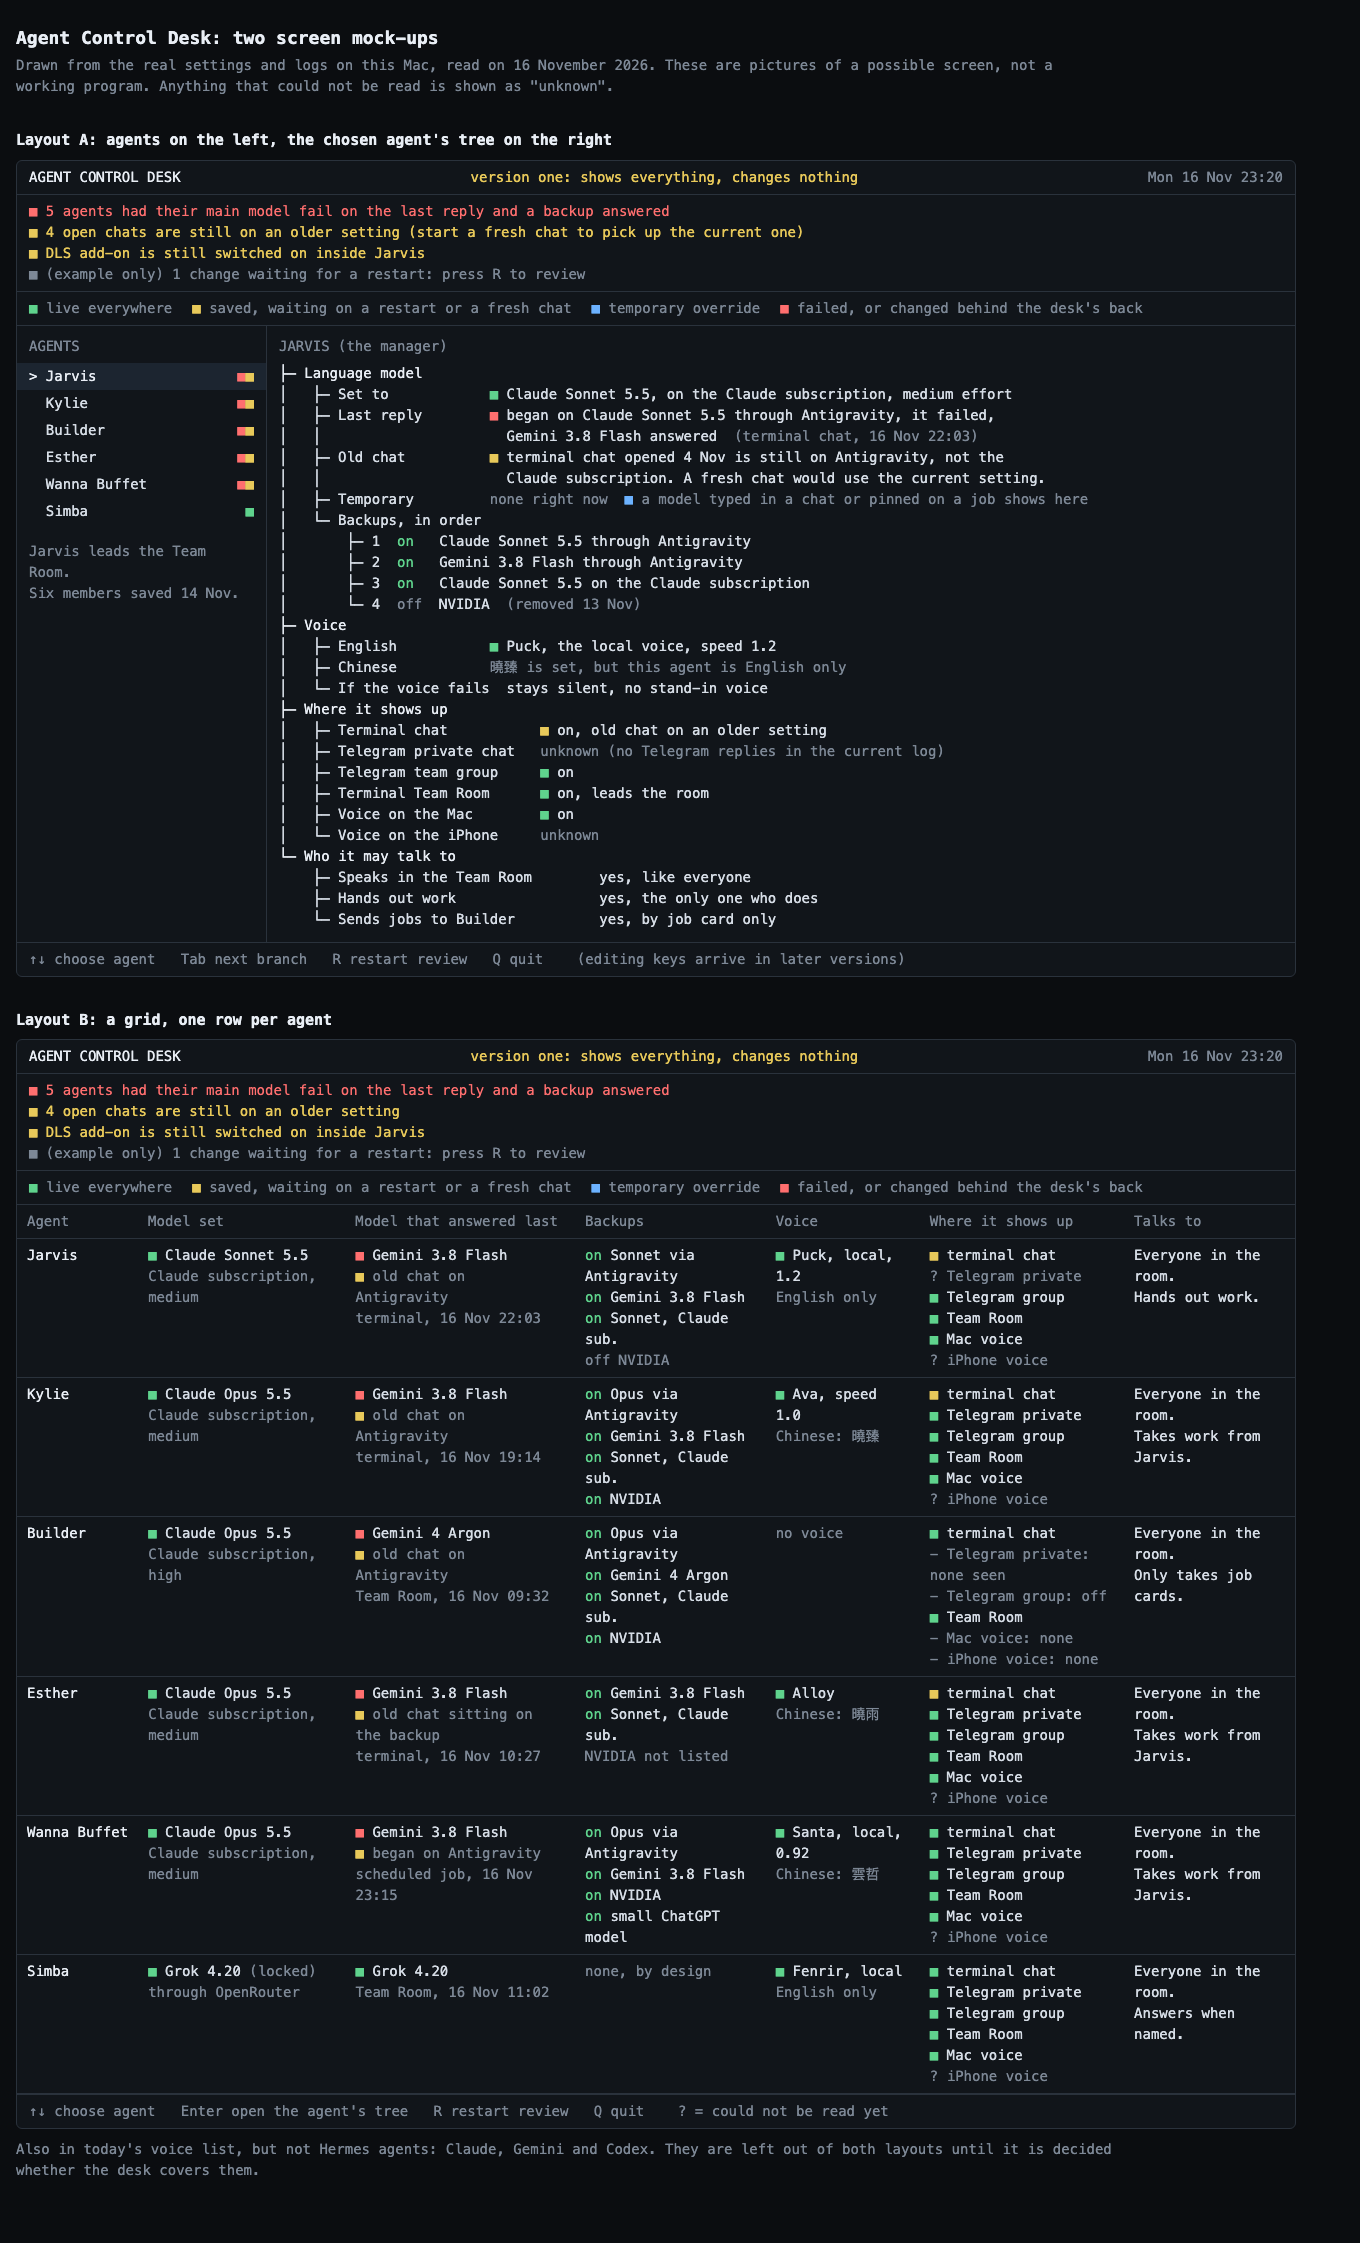 Agent Control Desk: two screen mock-ups
Drawn from the real settings and logs on this Mac, read on 16 November 2026. These are pictures of a possible screen, not a
working program. Anything that could not be read is shown as "unknown".
Layout A: agents on the left, the chosen agent's tree on the right
AGENT CONTROL DESK version one: shows everything, changes nothing Mon 16 Nov 23:20
5 agents had their main model fail on the last reply and a backup answered
4 open chats are still on an older setting (start a fresh chat to pick up the current one)
DLS add-on is still switched on inside Jarvis
(example only) 1 change waiting for a restart: press R to review
live everywhere saved, waiting on a restart or a fresh chat temporary override failed, or changed behind the desk's back
AGENTS
> Jarvis
Kylie
Builder
Esther
Wanna Buffet
Simba
Jarvis leads the Team
Room.
Six members saved 14 Nov.
JARVIS (the manager)
├─ Language model
│ ├─ Set to Claude Sonnet 5.5, on the Claude subscription, medium effort
│ ├─ Last reply began on Claude Sonnet 5.5 through Antigravity, it failed,
│ │ Gemini 3.8 Flash answered (terminal chat, 16 Nov 22:03)
│ ├─ Old chat terminal chat opened 4 Nov is still on Antigravity, not the
│ │ Claude subscription. A fresh chat would use the current setting.
│ ├─ Temporary none right now a model typed in a chat or pinned on a job shows here
│ └─ Backups, in order
│ ├─ 1 on Claude Sonnet 5.5 through Antigravity
│ ├─ 2 on Gemini 3.8 Flash through Antigravity
│ ├─ 3 on Claude Sonnet 5.5 on the Claude subscription
│ └─ 4 off NVIDIA (removed 13 Nov)
├─ Voice
│ ├─ English Puck, the local voice, speed 1.2
│ ├─ Chinese 曉臻 is set, but this agent is English only
│ └─ If the voice fails stays silent, no stand-in voice
├─ Where it shows up
│ ├─ Terminal chat on, old chat on an older setting
│ ├─ Telegram private chat unknown (no Telegram replies in the current log)
│ ├─ Telegram team group on
│ ├─ Terminal Team Room on, leads the room
│ ├─ Voice on the Mac on
│ └─ Voice on the iPhone unknown
└─ Who it may talk to
├─ Speaks in the Team Room yes, like everyone
├─ Hands out work yes, the only one who does
└─ Sends jobs to Builder yes, by job card only
↑↓ choose agent Tab next branch R restart review Q quit (editing keys arrive in later versions)
Layout B: a grid, one row per agent
AGENT CONTROL DESK version one: shows everything, changes nothing Mon 16 Nov 23:20
5 agents had their main model fail on the last reply and a backup answered
4 open chats are still on an older setting
DLS add-on is still switched on inside Jarvis
(example only) 1 change waiting for a restart: press R to review
live everywhere saved, waiting on a restart or a fresh chat temporary override failed, or changed behind the desk's back
Agent Model set Model that answered last Backups Voice Where it shows up Talks to
Jarvis Claude Sonnet 5.5 Gemini 3.8 Flash on Sonnet via Puck, local, terminal chat Everyone in the
Claude subscription, old chat on Antigravity 1.2 ? Telegram private room.
medium Antigravity on Gemini 3.8 Flash English only Telegram group Hands out work.
terminal, 16 Nov 22:03 on Sonnet, Claude Team Room
sub. Mac voice
off NVIDIA ? iPhone voice
Kylie Claude Opus 5.5 Gemini 3.8 Flash on Opus via Ava, speed terminal chat Everyone in the
Claude subscription, old chat on Antigravity 1.0 Telegram private room.
medium Antigravity on Gemini 3.8 Flash Chinese: 曉臻 Telegram group Takes work from
terminal, 16 Nov 19:14 on Sonnet, Claude Team Room Jarvis.
sub. Mac voice
on NVIDIA ? iPhone voice
Builder Claude Opus 5.5 Gemini 4 Argon on Opus via no voice terminal chat Everyone in the
Claude subscription, old chat on Antigravity – Telegram private: room.
high Antigravity on Gemini 4 Argon none seen Only takes job
Team Room, 16 Nov 09:32 on Sonnet, Claude – Telegram group: off cards.
sub. Team Room
on NVIDIA – Mac voice: none
– iPhone voice: none
Esther Claude Opus 5.5 Gemini 3.8 Flash on Gemini 3.8 Flash Alloy terminal chat Everyone in the
Claude subscription, old chat sitting on on Sonnet, Claude Chinese: 曉雨 Telegram private room.
medium the backup sub. Telegram group Takes work from
terminal, 16 Nov 10:27 NVIDIA not listed Team Room Jarvis.
Mac voice
? iPhone voice
Wanna Buffet Claude Opus 5.5 Gemini 3.8 Flash on Opus via Santa, local, terminal chat Everyone in the
Claude subscription, began on Antigravity Antigravity 0.92 Telegram private room.
medium scheduled job, 16 Nov on Gemini 3.8 Flash Chinese: 雲哲 Telegram group Takes work from
23:15 on NVIDIA Team Room Jarvis.
on small ChatGPT Mac voice
model ? iPhone voice
Simba Grok 4.20 (locked) Grok 4.20 none, by design Fenrir, local terminal chat Everyone in the
through OpenRouter Team Room, 16 Nov 11:02 English only Telegram private room.
Telegram group Answers when
Team Room named.
Mac voice
? iPhone voice
↑↓ choose agent Enter open the agent's tree R restart review Q quit ? = could not be read yet
Also in today's voice list, but not Hermes agents: Claude, Gemini and Codex. They are left out of both layouts until it is decided
whether the desk covers them.